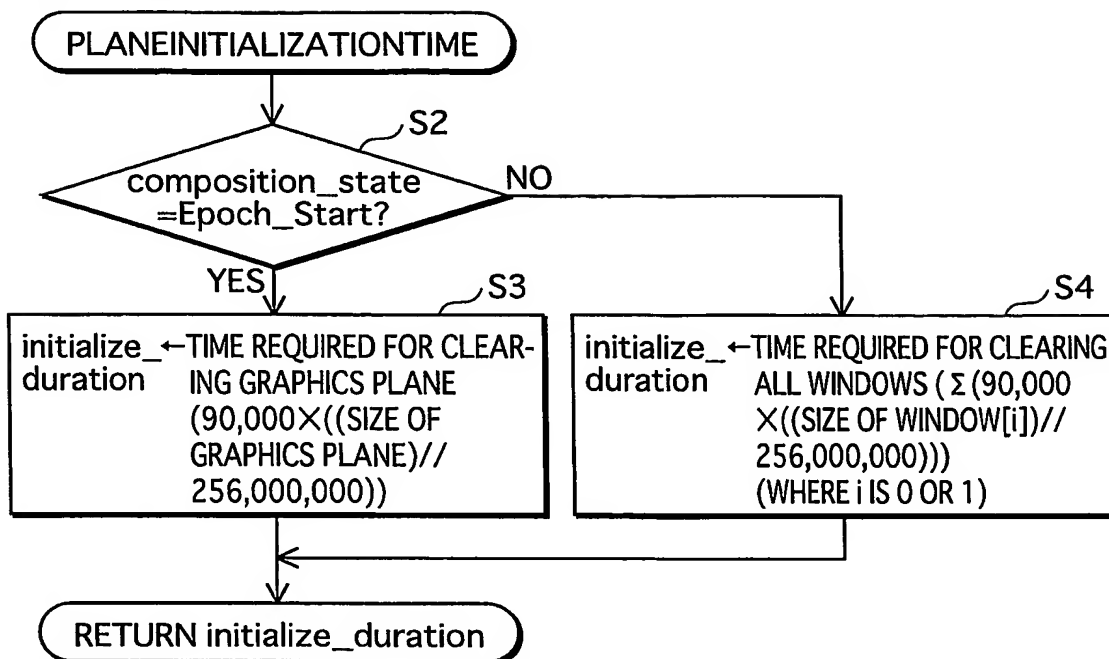 PLANEINITIALIZATIONTIME
S2
composition_state
=Epoch_Start?
NO
YES
S3
initialize_←TIME REQUIRED FOR CLEAR-
duration ING GRAPHICS PLANE
(90,000×((SIZE OF
GRAPHICS PLANE)//
256,000,000))
S4
initialize_←TIME REQUIRED FOR CLEARING
duration ALL WINDOWS (Σ(90,000
×((SIZE OF WINDOW[i])//
256,000,000)))
(WHERE i IS 0 OR 1)
RETURN initialize_duration